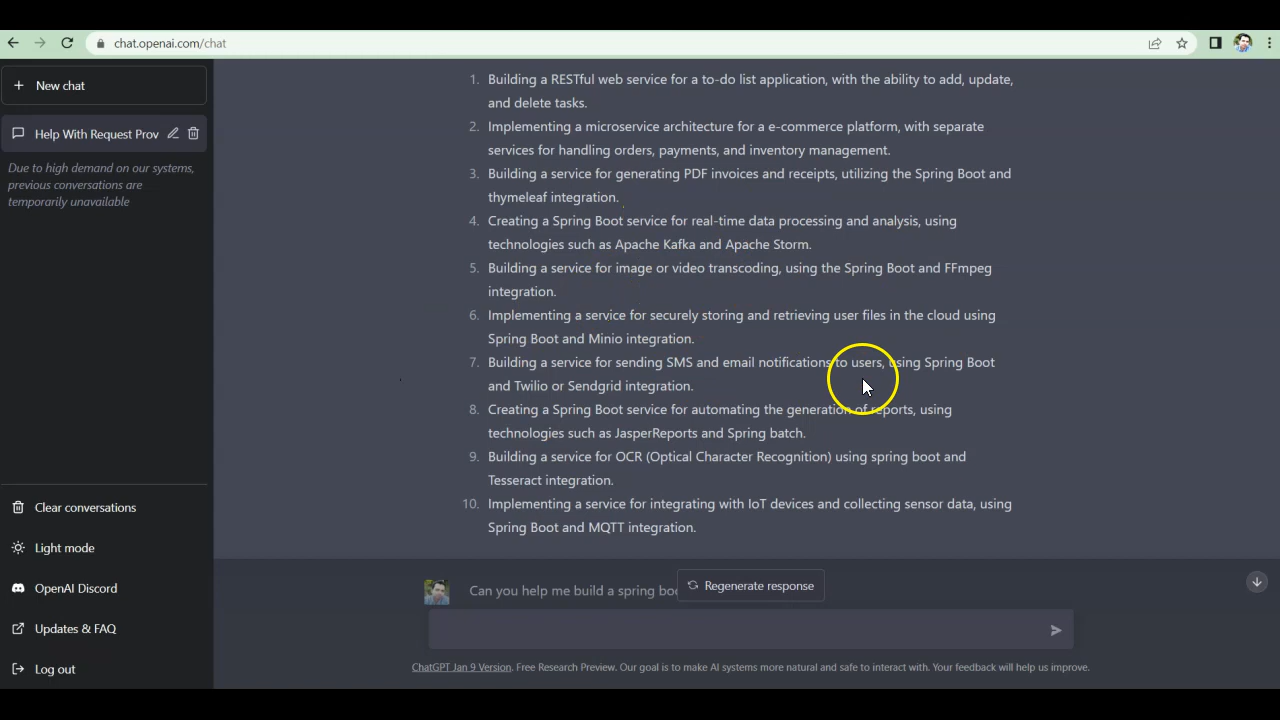 chat.openai.com/chat
New chat
Help With Request Prov
Due to high demand on our systems,
previous conversations are
temporarily unavailable
Clear conversations
Light mode
OpenAI Discord
Updates & FAQ
Log out
1. Building a RESTful web service for a to-do list application, with the ability to add, update,
and delete tasks.
2. Implementing a microservice architecture for a e-commerce platform, with separate
services for handling orders, payments, and inventory management.
3. Building a service for generating PDF invoices and receipts, utilizing the Spring Boot and
thymeleaf integration.
4. Creating a Spring Boot service for real-time data processing and analysis, using
technologies such as Apache Kafka and Apache Storm.
5. Building a service for image or video transcoding, using the Spring Boot and FFmpeg
integration.
6. Implementing a service for securely storing and retrieving user files in the cloud using
Spring Boot and Minio integration.
7. Building a service for sending SMS and email notifications to users, using Spring Boot
and Twilio or Sendgrid integration.
8. Creating a Spring Boot service for automating the generation of reports, using
technologies such as JasperReports and Spring batch.
9. Building a service for OCR (Optical Character Recognition) using spring boot and
Tesseract integration.
10. Implementing a service for integrating with IoT devices and collecting sensor data, using
Spring Boot and MQTT integration.
Can you help me build a spring boo
Regenerate response
ChatGPT Jan 9 Version. Free Research Preview. Our goal is to make AI systems more natural and safe to interact with. Your feedback will help us improve.